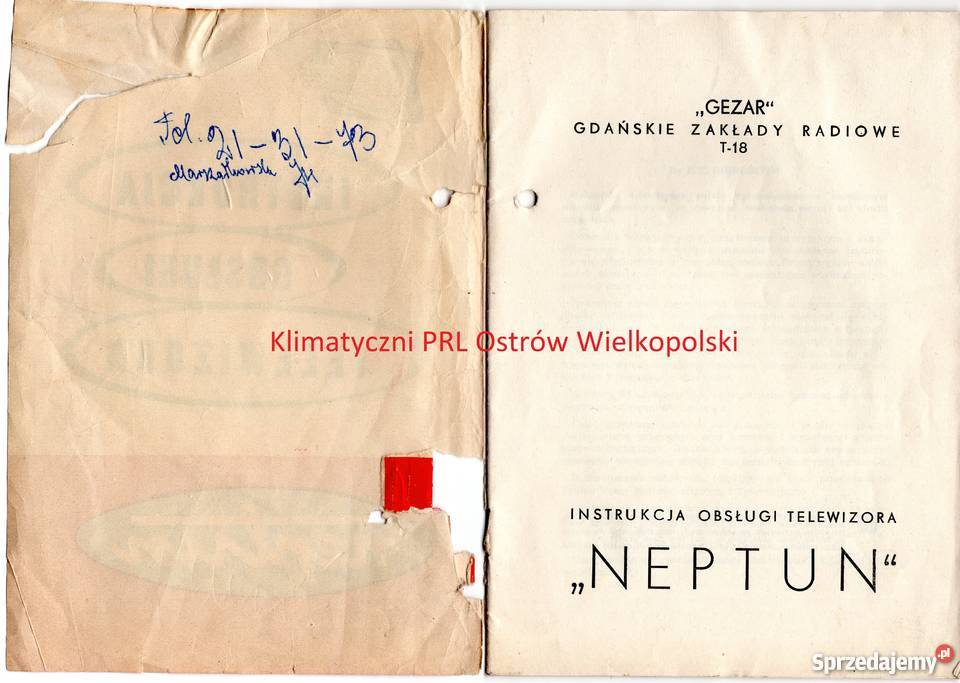 Tel. 21-31-73
Marszałkowska
„GEZAR“
GDAŃSKIE ZAKŁADY RADIOWE
T-18
Klimatyczni PRL Ostrów Wielkopolski
INSTRUKCJA OBSŁUGI TELEWIZORA
„NEPTUN“
Sprzedajemy.pl